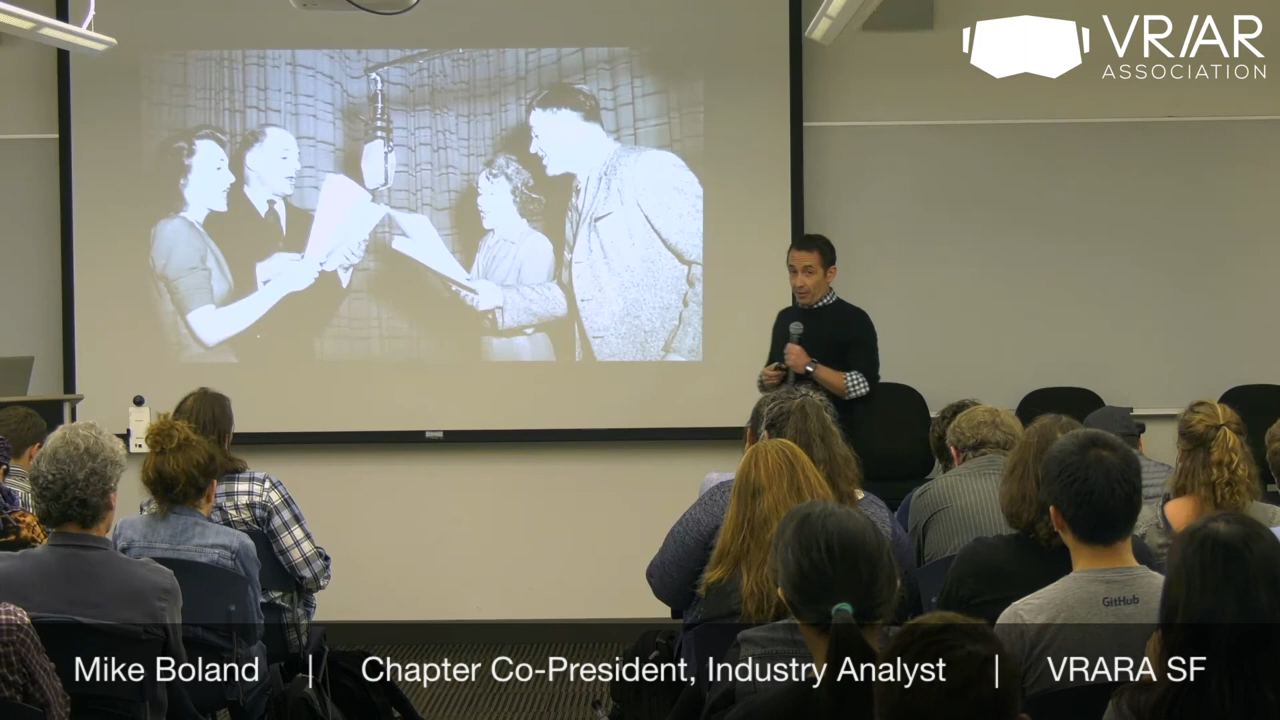 VR/AR
ASSOCIATION
GitHub
Mike Boland | Chapter Co-President, Industry Analyst | VRARA SF